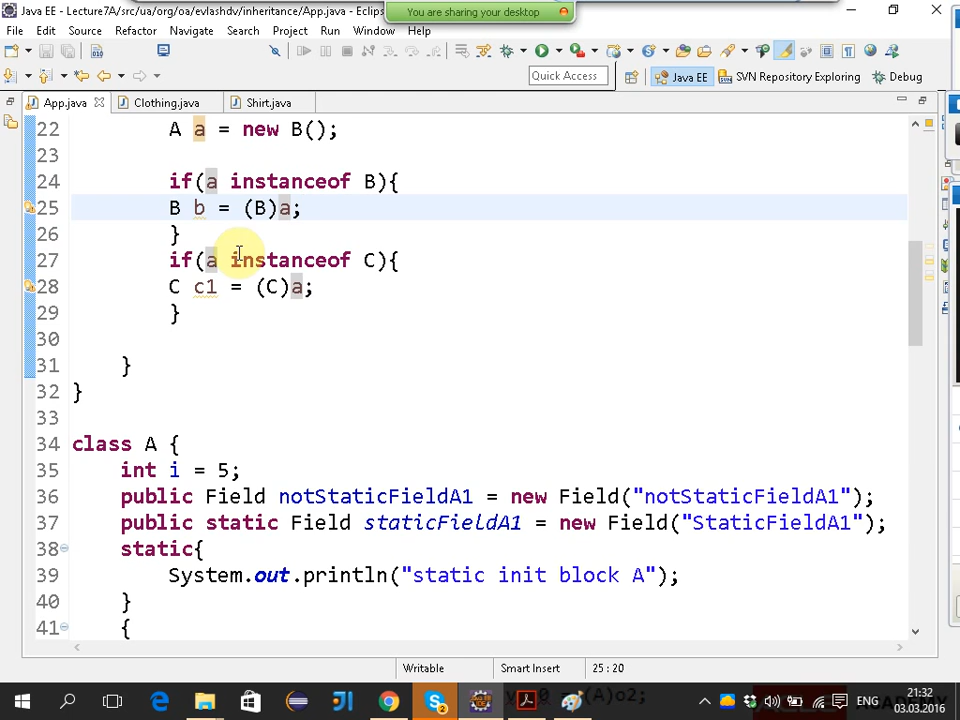 Java EE - Lecture7A/src/ua/org/oa/evlashdv/inheritance/App.java - Eclips
You are sharing your desktop
File Edit Source Refactor Navigate Search Project Run Window Help
Quick Access
Java EE
SVN Repository Exploring
Debug
App.java
Clothing.java
Shirt.java
22 A a = new B();
23
24 if(a instanceof B){
25 B b = (B)a;
26 }
27 if(a instanceof C){
28 C c1 = (C)a;
29 }
30
31 }
32 }
33
34 class A {
35 int i = 5;
36 public Field notStaticFieldA1 = new Field("notStaticFieldA1");
37 public static Field staticFieldA1 = new Field("StaticFieldA1");
38 static{
39 System.out.println("static init block A");
40 }
41 {
Writable
Smart Insert
25 : 20
(A)o2;
ENG
21:32
03.03.2016